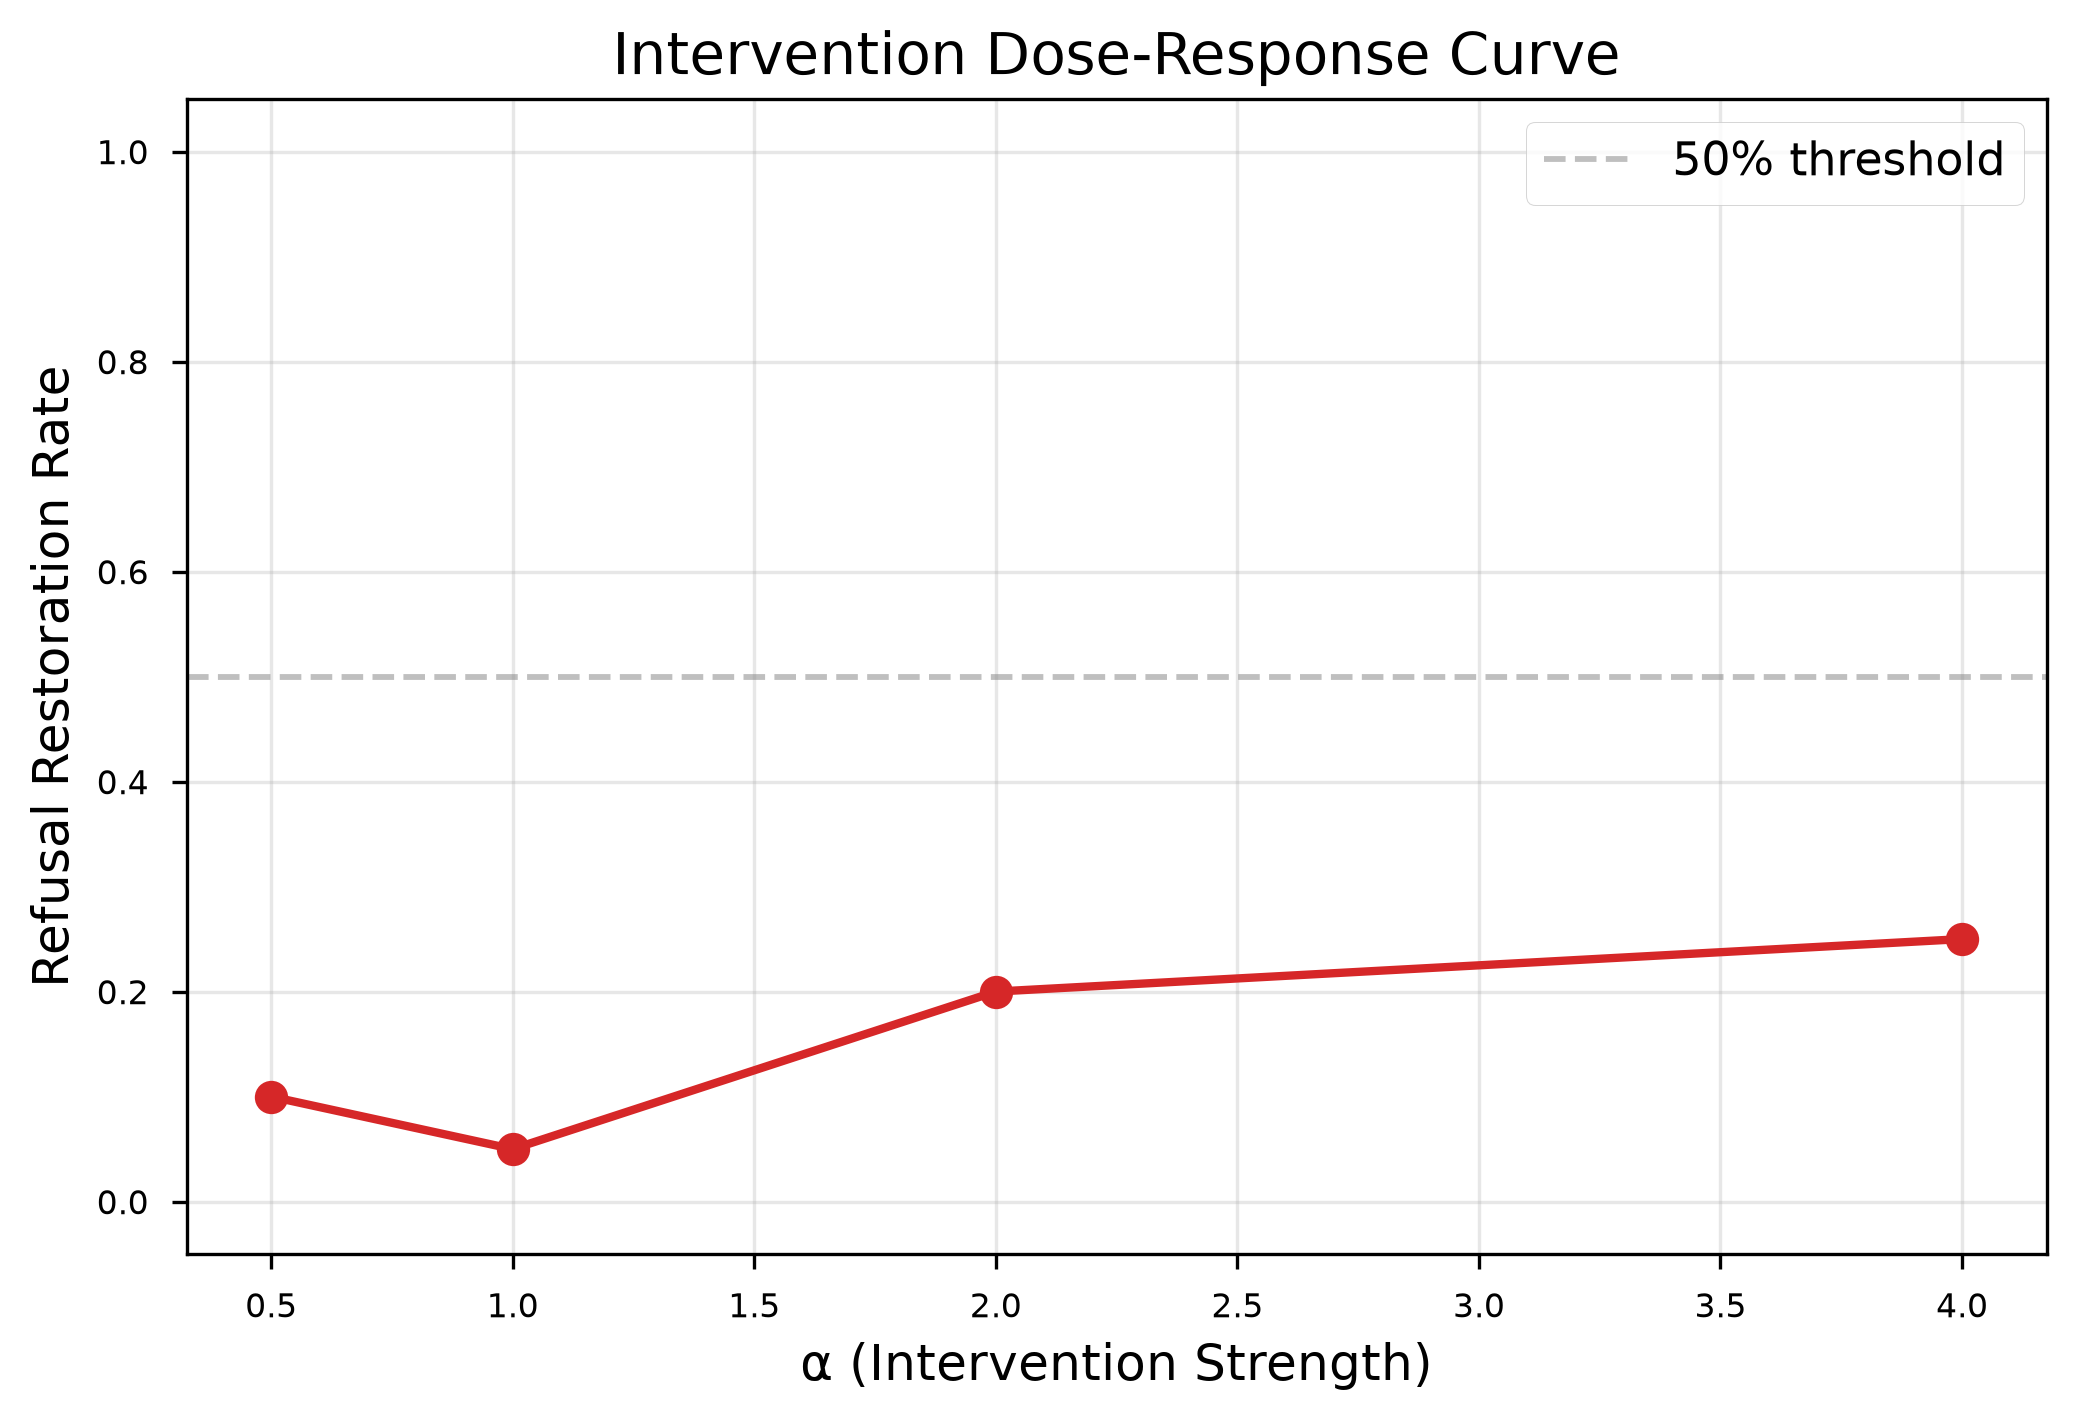 Intervention Dose-Response Curve
50% threshold
Refusal Restoration Rate
1.0
0.8
0.6
0.4
0.2
0.0
0.5 1.0 1.5 2.0 2.5 3.0 3.5 4.0
α (Intervention Strength)